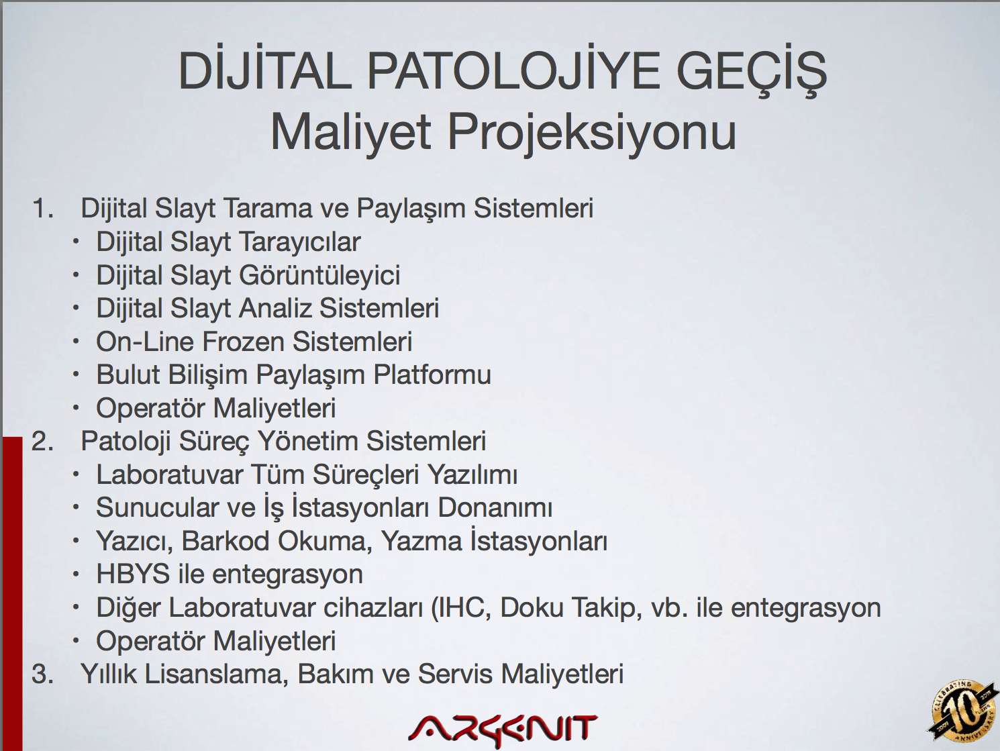 DİJİTAL PATOLOJİYE GEÇİŞ
Maliyet Projeksiyonu
1. Dijital Slayt Tarama ve Paylaşım Sistemleri
• Dijital Slayt Tarayıcılar
• Dijital Slayt Görüntüleyici
• Dijital Slayt Analiz Sistemleri
• On-Line Frozen Sistemleri
• Bulut Bilişim Paylaşım Platformu
• Operatör Maliyetleri
2. Patoloji Süreç Yönetim Sistemleri
• Laboratuvar Tüm Süreçleri Yazılımı
• Sunucular ve İş İstasyonları Donanımı
• Yazıcı, Barkod Okuma, Yazma İstasyonları
• HBYS ile entegrasyon
• Diğer Laboratuvar cihazları (IHC, Doku Takip, vb. ile entegrasyon
• Operatör Maliyetleri
3. Yıllık Lisanslama, Bakım ve Servis Maliyetleri
ARGENIT
CELEBRATING
10
YEARS
ANNIVERSARY